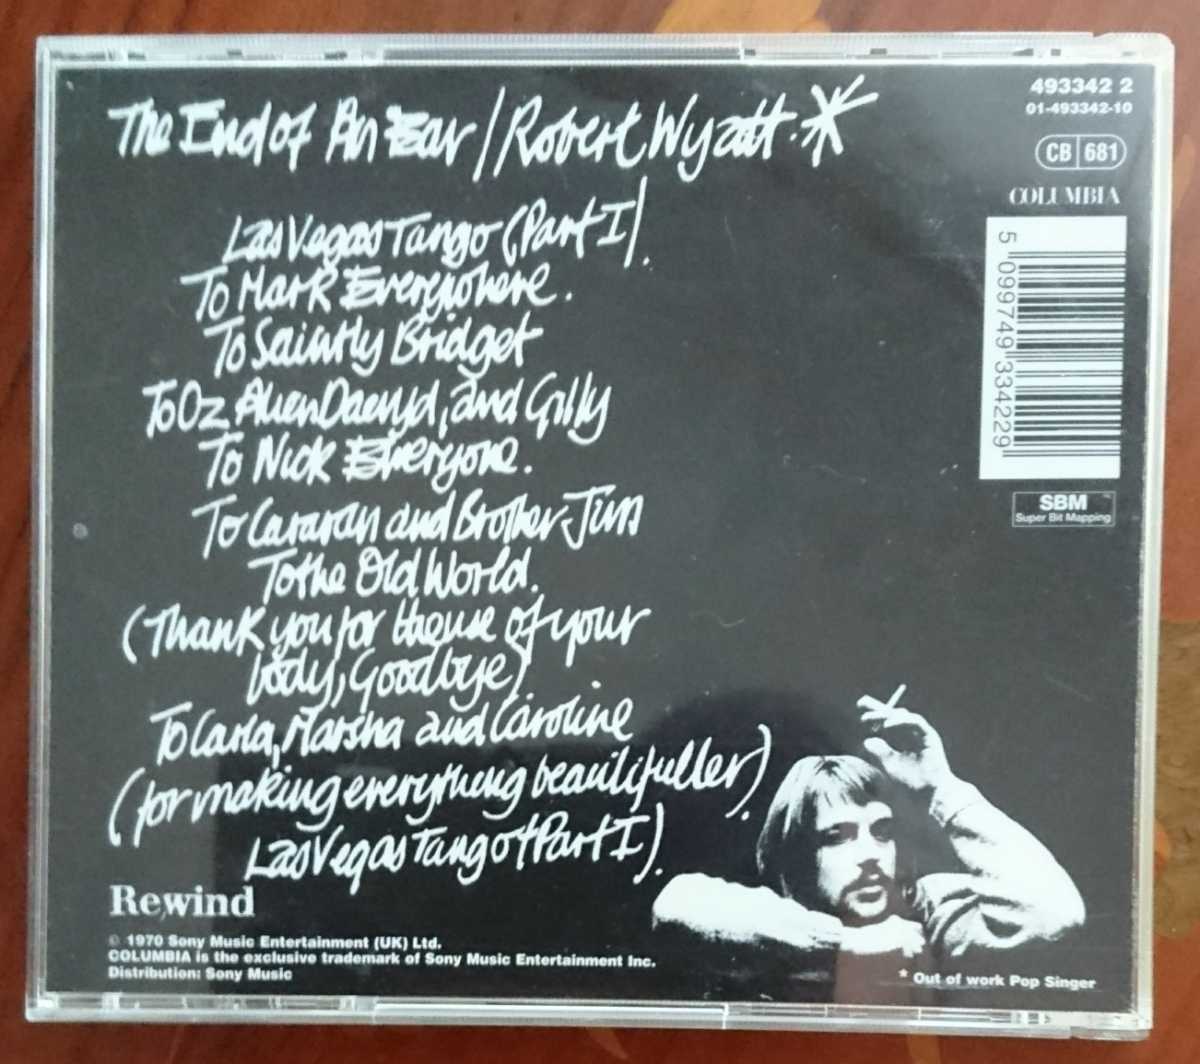 The End of An Ear / Robert Wyatt.*
Las Vegas Tango (Part I).
To Mark Everywhere.
To Saintly Bridget
To Oz Alien Daevyd, and Gilly
To Nick Everyone.
To Caravan and Brother Jim
To the Old World.
(Thank you for the use of your
body, Goodbye)
To Carla, Marsha and Caroline
(for making everything beautifuller).
Las Vegas Tango (Part I).
Rewind
© 1970 Sony Music Entertainment (UK) Ltd.
COLUMBIA is the exclusive trademark of Sony Music Entertainment Inc.
Distribution: Sony Music
493342 2
01-493342-10
CB 681
COLUMBIA
5 099749 334229
SBM
Super Bit Mapping
* Out of work Pop Singer